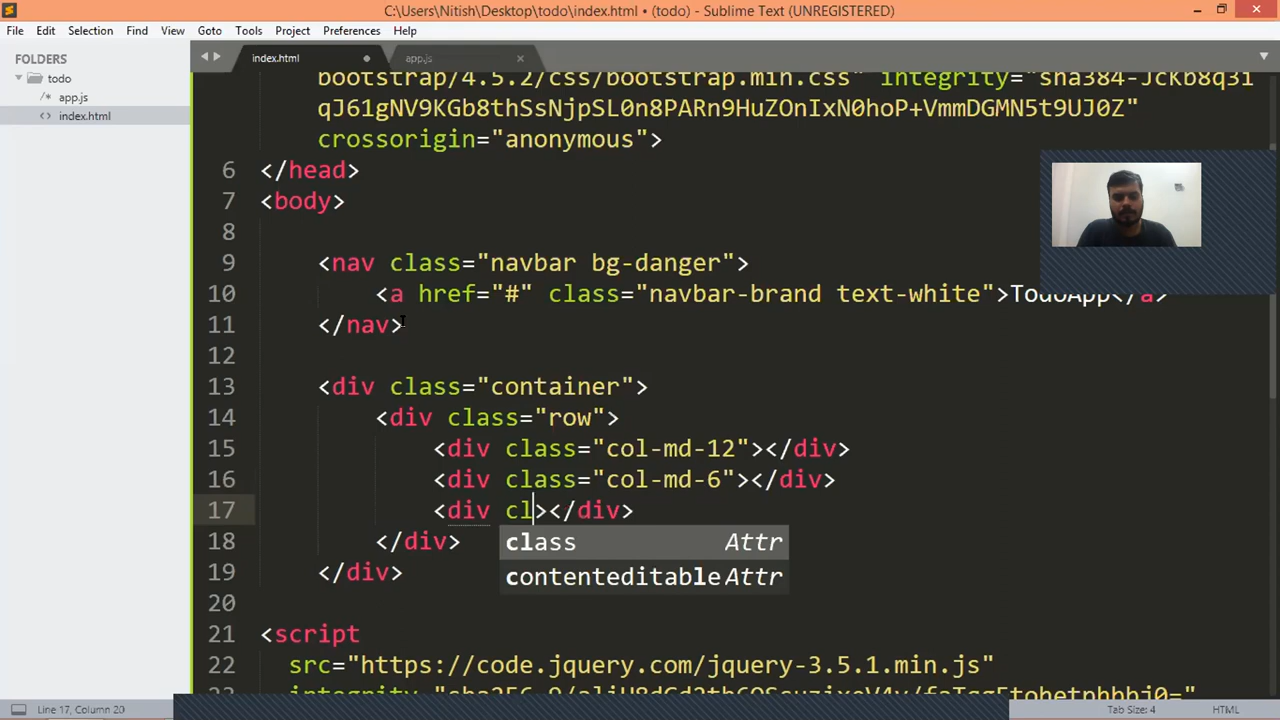 C:\Users\Nitish\Desktop\todo\index.html • (todo) - Sublime Text (UNREGISTERED)
File Edit Selection Find View Goto Tools Project Preferences Help
FOLDERS
todo
/* app.js
<> index.html
index.html
app.js
bootstrap/4.5.2/css/bootstrap.min.css" integrity="sha384-JcKb8q3i
qJ61gNV9KGb8thSsNjpSL0n8PARn9HuZOnIxN0hoP+VmmDGMN5t9UJ0Z"
crossorigin="anonymous">
6 </head>
7 <body>
8
9 <nav class="navbar bg-danger">
10 <a href="#" class="navbar-brand text-white">TodoApp</a>
11 </nav>
12
13 <div class="container">
14 <div class="row">
15 <div class="col-md-12"></div>
16 <div class="col-md-6"></div>
17 <div cl></div>
class Attr
contenteditable Attr
18 </div>
19 </div>
20
21 <script
22 src="https://code.jquery.com/jquery-3.5.1.min.js"
23
Line 17, Column 20
Tab Size: 4
HTML